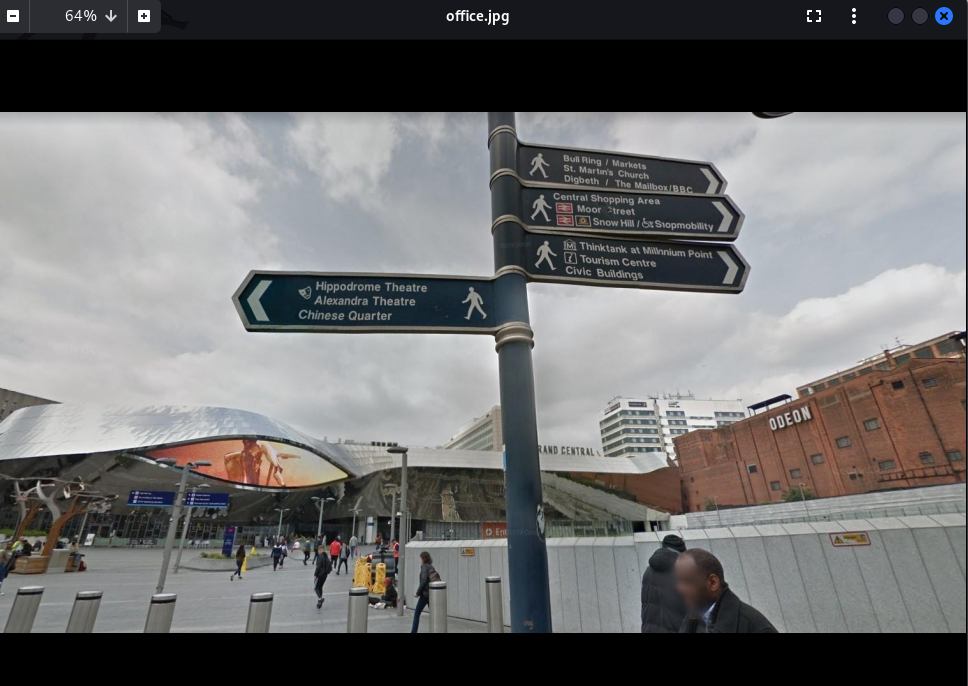 64%
office.jpg
Bull Ring / Markets
St. Martin's Church
Digbeth / The Mailbox/BBC
Central Shopping Area
Moor Street
Snow Hill / Stopmobility
Thinktank at Millnnium Point
Tourism Centre
Civic Buildings
Hippodrome Theatre
Alexandra Theatre
Chinese Quarter
ODEON
RAND CENTRAL